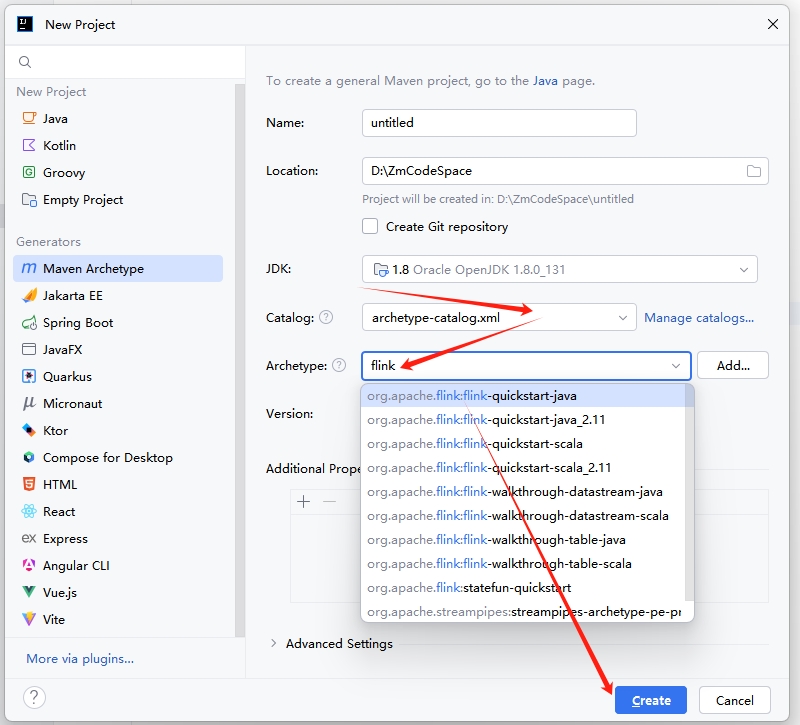 New Project
New Project
Java
Kotlin
Groovy
Empty Project
Generators
Maven Archetype
Jakarta EE
Spring Boot
JavaFX
Quarkus
Micronaut
Ktor
Compose for Desktop
HTML
React
Express
Angular CLI
Vue.js
Vite
More via plugins...
To create a general Maven project, go to the Java page.
Name: untitled
Location: D:\ZmCodeSpace
Project will be created in: D:\ZmCodeSpace\untitled
Create Git repository
JDK: 1.8 Oracle OpenJDK 1.8.0_131
Catalog: ? archetype-catalog.xml Manage catalogs...
Archetype: ? flink Add...
org.apache.flink:flink-quickstart-java
Version: org.apache.flink:flink-quickstart-java_2.11
org.apache.flink:flink-quickstart-scala
Additional Prope org.apache.flink:flink-quickstart-scala_2.11
org.apache.flink:flink-walkthrough-datastream-java
org.apache.flink:flink-walkthrough-datastream-scala
org.apache.flink:flink-walkthrough-table-java
org.apache.flink:flink-walkthrough-table-scala
org.apache.flink:statefun-quickstart
org.apache.streampipes:streampipes-archetype-pe-pr
Advanced Settings
? Create Cancel